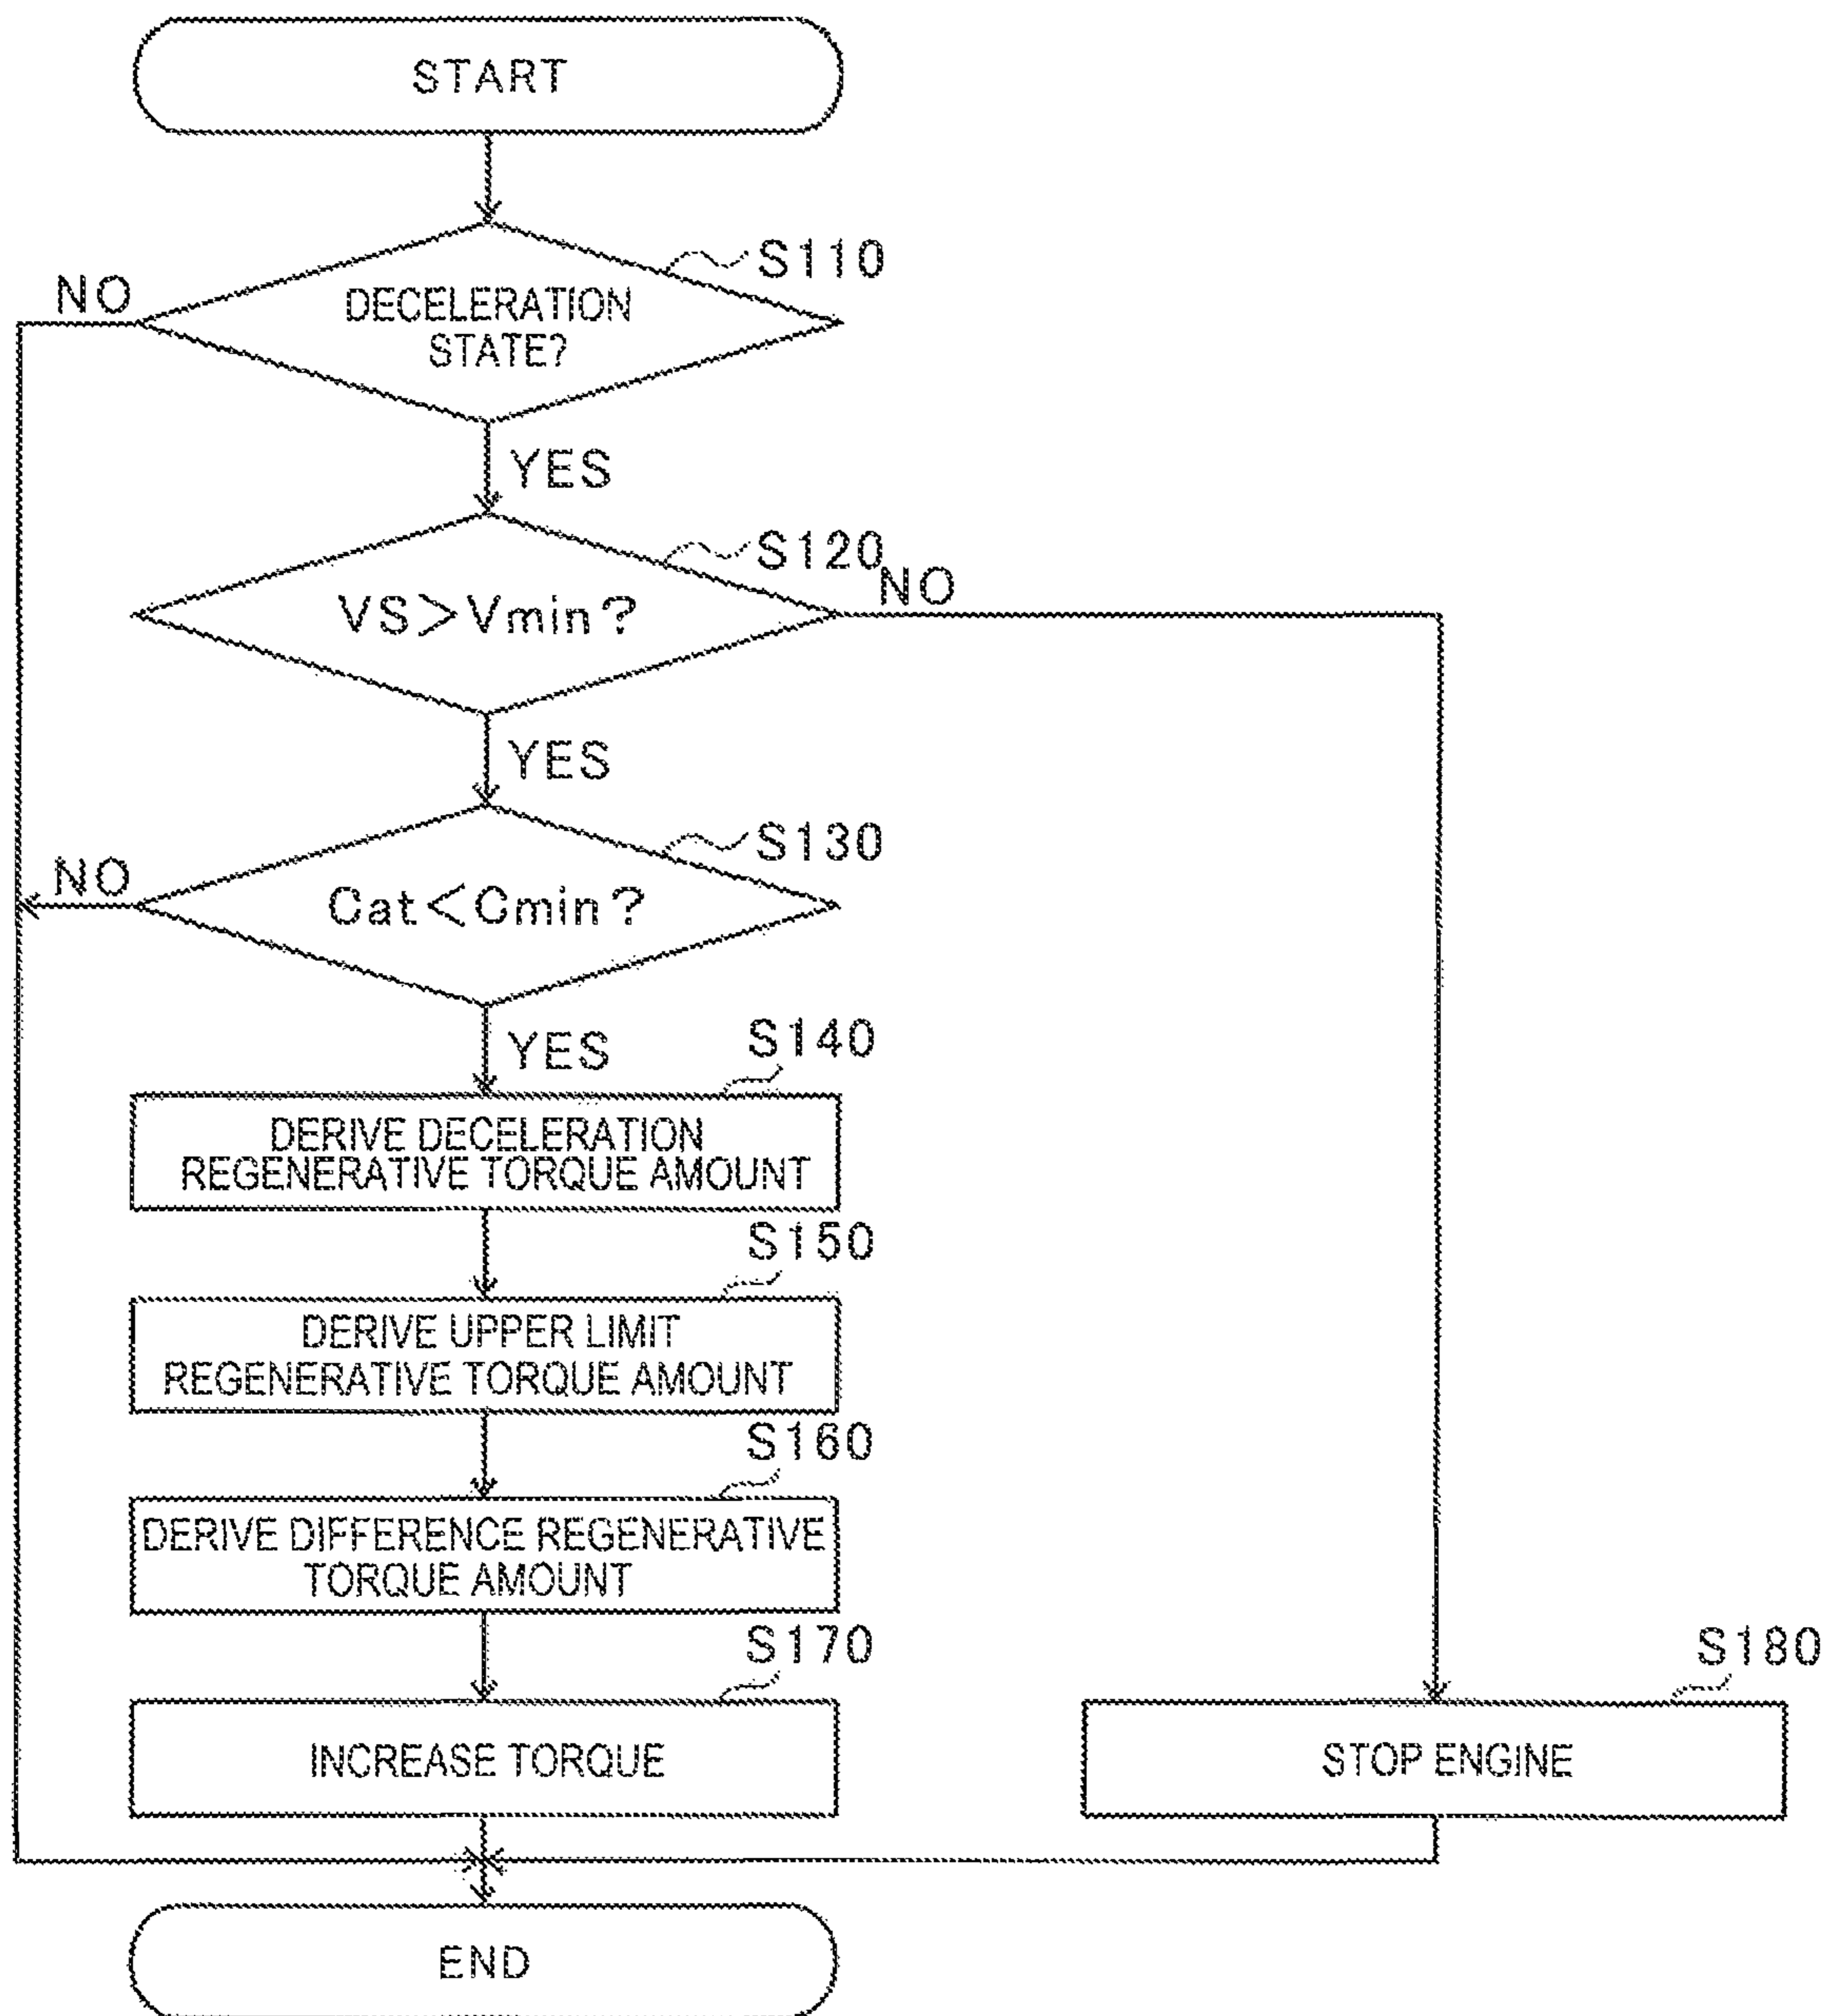 START
S110
NO
DECELERATION
STATE?
YES
S120
NO
VS>Vmin?
YES
S130
NO
Cat<Cmin?
YES
S140
DERIVE DECELERATION
REGENERATIVE TORQUE AMOUNT
S150
DERIVE UPPER LIMIT
REGENERATIVE TORQUE AMOUNT
S160
DERIVE DIFFERENCE REGENERATIVE
TORQUE AMOUNT
S170
INCREASE TORQUE
S180
STOP ENGINE
END